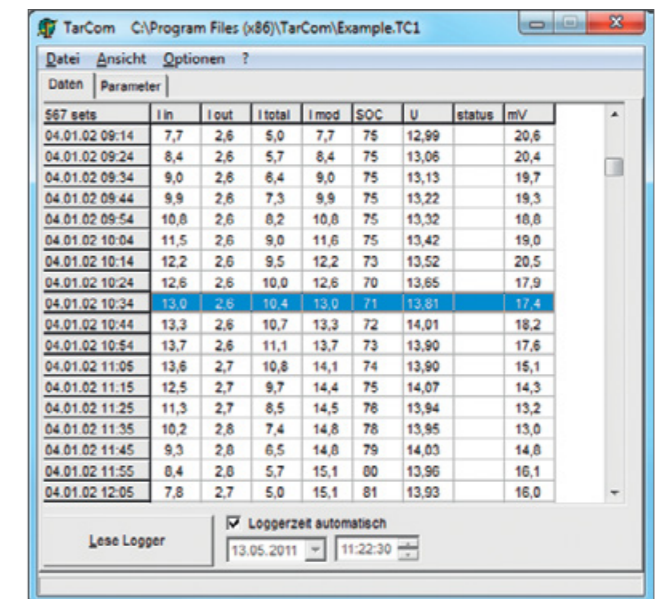 TarCom C:\Program Files (x86)\TarCom\Example.TC1
Datei Ansicht Optionen ?
Daten Parameter
567 sets I in I out I total I mod SOC U status mV
04.01.02 09:14 7,7 2,6 5,0 7,7 75 12,99 20,6
04.01.02 09:24 8,4 2,6 5,7 8,4 75 13,06 20,4
04.01.02 09:34 9,0 2,6 6,4 9,0 75 13,13 19,7
04.01.02 09:44 9,9 2,6 7,3 9,9 75 13,22 19,3
04.01.02 09:54 10,8 2,6 8,2 10,8 75 13,32 18,8
04.01.02 10:04 11,5 2,6 9,0 11,6 75 13,42 19,0
04.01.02 10:14 12,2 2,6 9,5 12,2 73 13,52 20,5
04.01.02 10:24 12,6 2,6 10,0 12,6 70 13,65 17,9
04.01.02 10:34 13,0 2,6 10,4 13,0 71 13,81 17,4
04.01.02 10:44 13,3 2,6 10,7 13,3 72 14,01 18,2
04.01.02 10:54 13,7 2,6 11,1 13,7 73 13,90 17,6
04.01.02 11:05 13,6 2,7 10,8 14,1 74 13,90 15,1
04.01.02 11:15 12,5 2,7 9,7 14,4 75 14,07 14,3
04.01.02 11:25 11,3 2,7 8,5 14,5 76 13,94 13,2
04.01.02 11:35 10,2 2,8 7,4 14,8 78 13,95 13,0
04.01.02 11:45 9,3 2,8 6,5 14,8 79 14,03 14,8
04.01.02 11:55 8,4 2,8 5,7 15,1 80 13,96 16,1
04.01.02 12:05 7,8 2,7 5,0 15,1 81 13,93 16,0
Lese Logger
Loggerzeit automatisch
13.05.2011 11:22:30